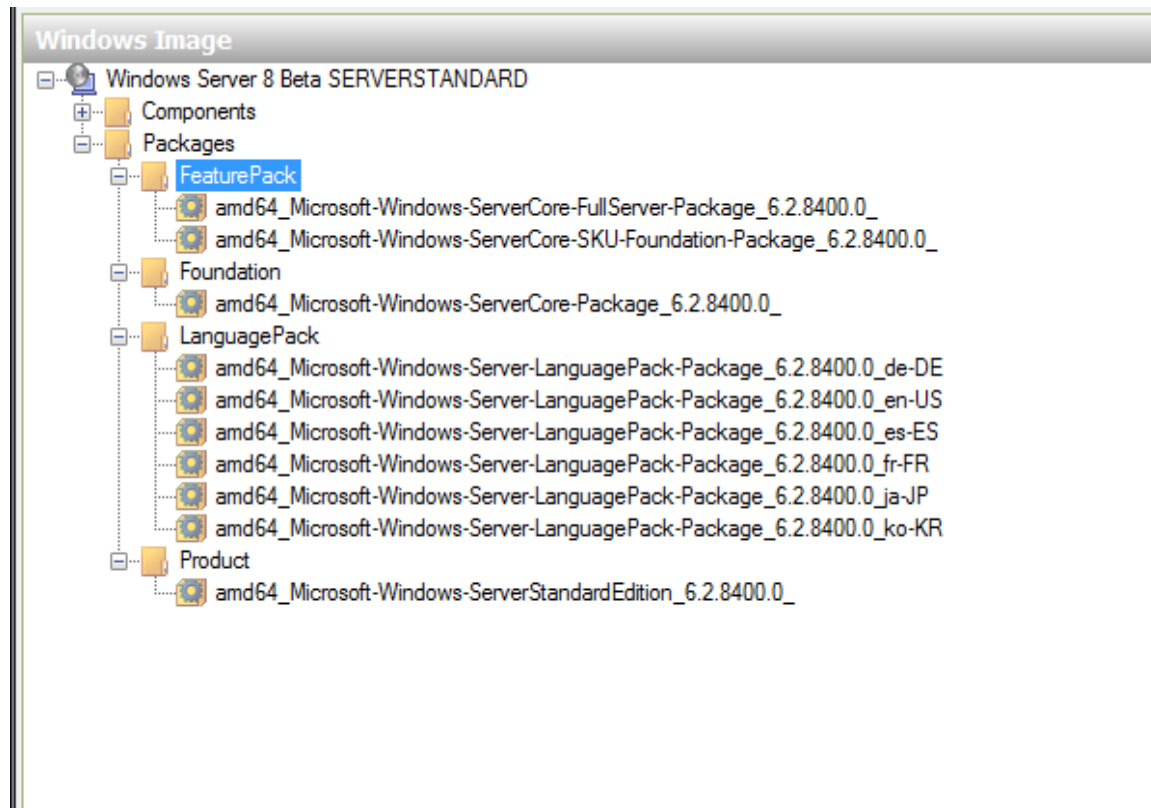 Windows Image
Windows Server 8 Beta SERVERSTANDARD
Components
Packages
FeaturePack
amd64_Microsoft-Windows-ServerCore-FullServer-Package_6.2.8400.0_
amd64_Microsoft-Windows-ServerCore-SKU-Foundation-Package_6.2.8400.0_
Foundation
amd64_Microsoft-Windows-ServerCore-Package_6.2.8400.0_
LanguagePack
amd64_Microsoft-Windows-Server-LanguagePack-Package_6.2.8400.0_de-DE
amd64_Microsoft-Windows-Server-LanguagePack-Package_6.2.8400.0_en-US
amd64_Microsoft-Windows-Server-LanguagePack-Package_6.2.8400.0_es-ES
amd64_Microsoft-Windows-Server-LanguagePack-Package_6.2.8400.0_fr-FR
amd64_Microsoft-Windows-Server-LanguagePack-Package_6.2.8400.0_ja-JP
amd64_Microsoft-Windows-Server-LanguagePack-Package_6.2.8400.0_ko-KR
Product
amd64_Microsoft-Windows-ServerStandardEdition_6.2.8400.0_